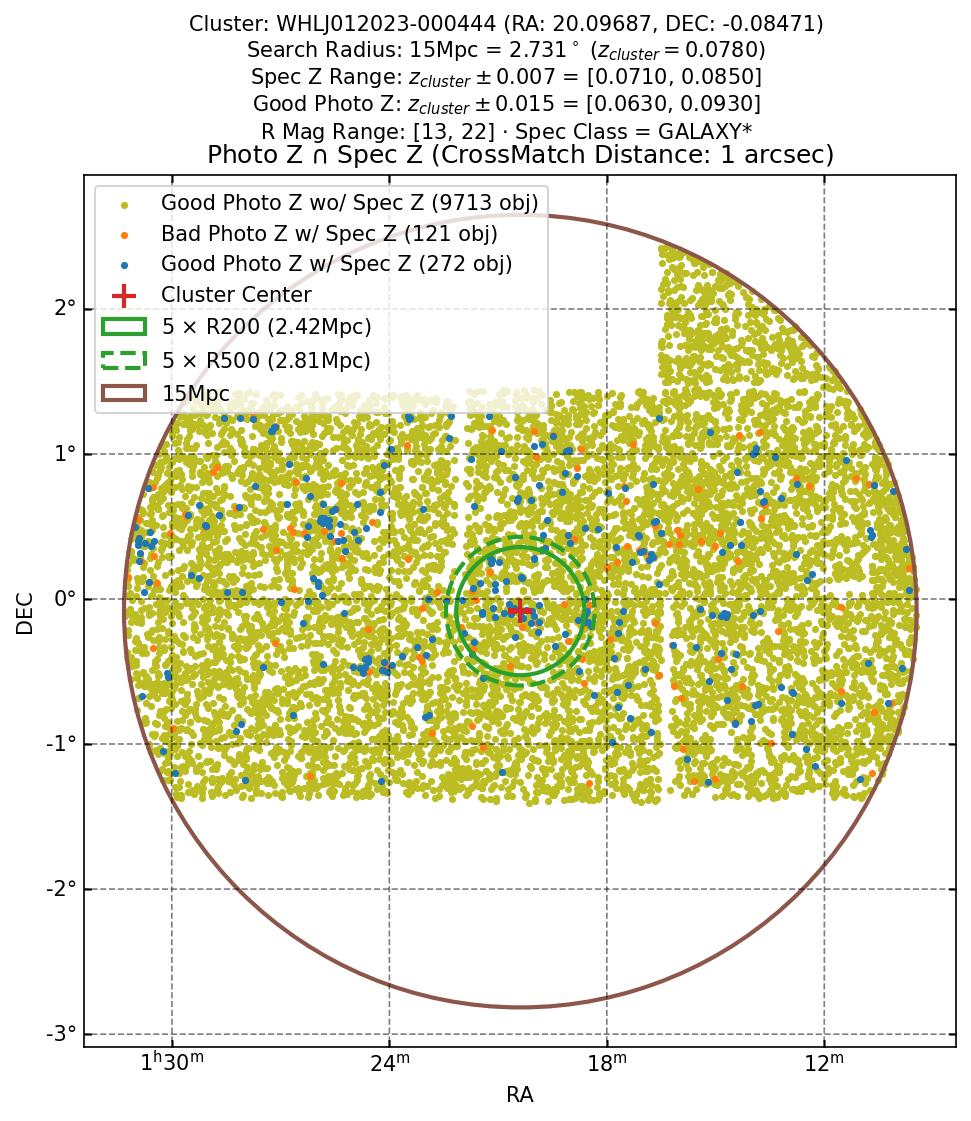 Cluster: WHLJ012023-000444 (RA: 20.09687, DEC: -0.08471)
Search Radius: 15Mpc = 2.731° (z_cluster = 0.0780)
Spec Z Range: z_cluster ± 0.007 = [0.0710, 0.0850]
Good Photo Z: z_cluster ± 0.015 = [0.0630, 0.0930]
R Mag Range: [13, 22] · Spec Class = GALAXY*
Photo Z ∩ Spec Z (CrossMatch Distance: 1 arcsec)
Good Photo Z wo/ Spec Z (9713 obj)
Bad Photo Z w/ Spec Z (121 obj)
Good Photo Z w/ Spec Z (272 obj)
Cluster Center
5 × R200 (2.42Mpc)
5 × R500 (2.81Mpc)
15Mpc
2°
1°
0°
-1°
-2°
-3°
DEC
1ʰ30ᵐ 24ᵐ 18ᵐ 12ᵐ
RA